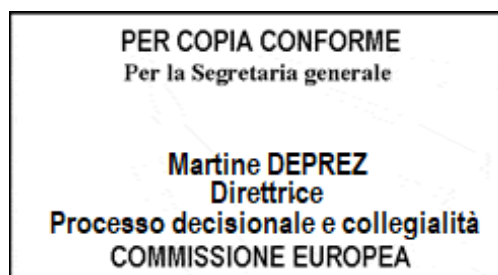 PER COPIA CONFORME
Per la Segretaria generale
Martine DEPREZ
Direttrice
Processo decisionale e collegialità
COMMISSIONE EUROPEA